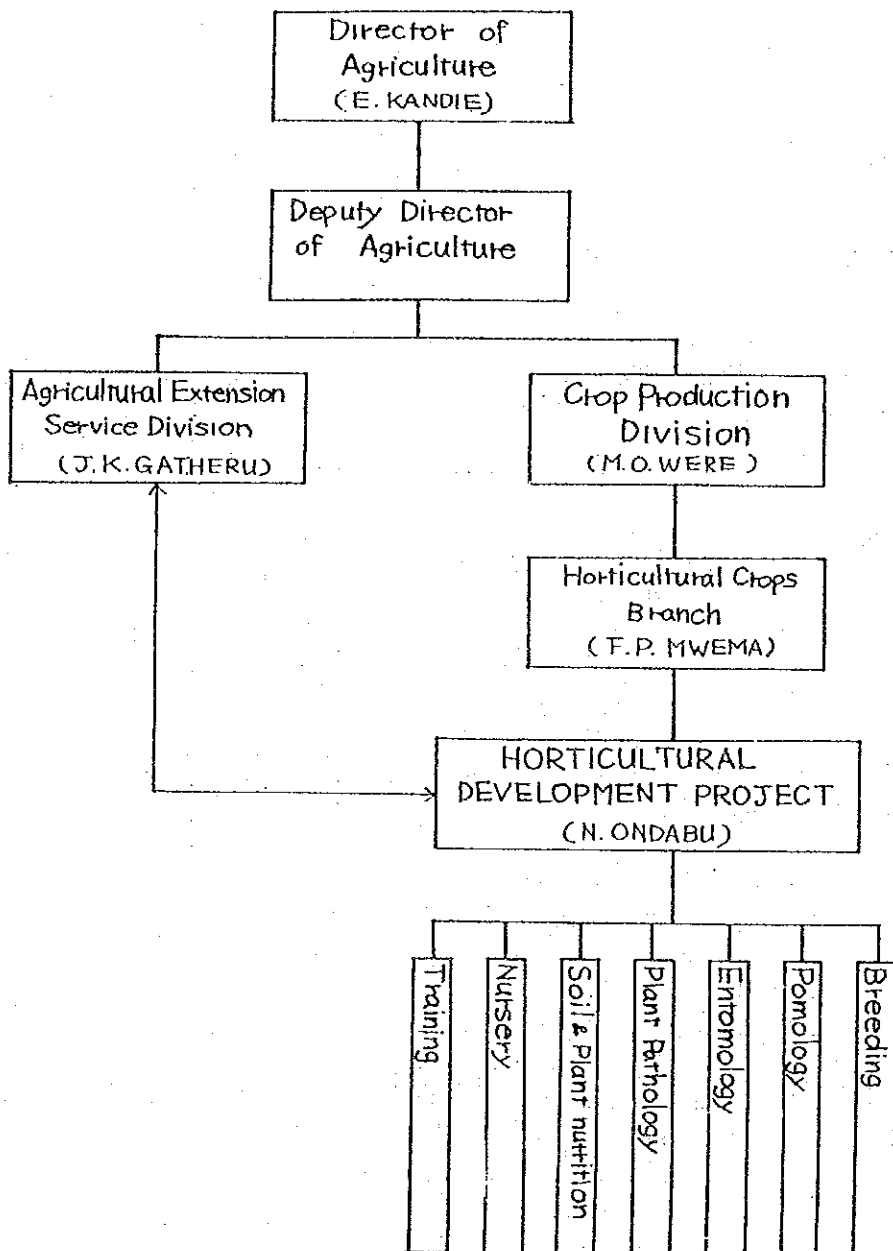 Director of
Agriculture
(E. KANDIE)
Deputy Director
of Agriculture
Agricultural Extension
Service Division
(J. K. GATHERU)
Crop Production
Division
(M. O. WERE)
Horticultural Crops
Branch
(F. P. MWEMA)
HORTICULTURAL
DEVELOPMENT PROJECT
(N. ONDABU)
Training
Nursery
Soil & Plant nutrition
Plant Pathology
Entomology
Pomology
Breeding